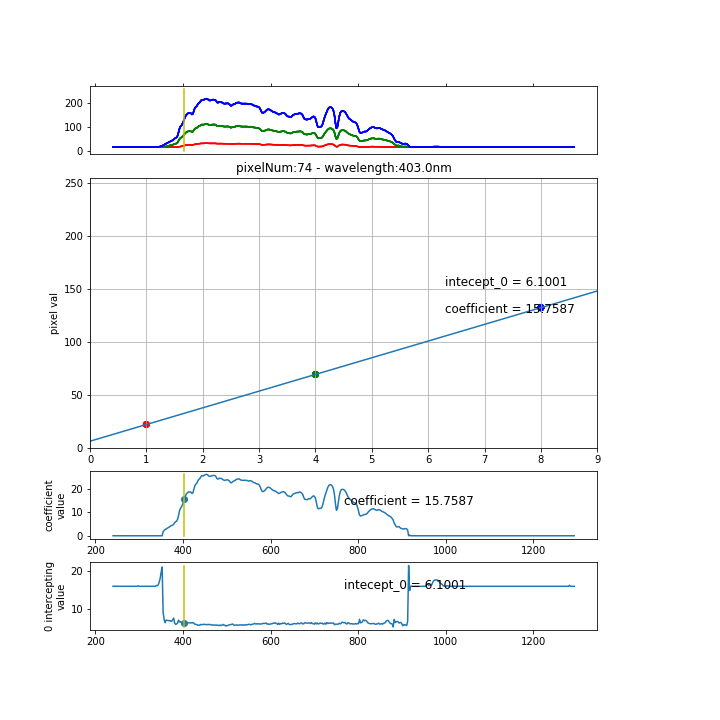 200
100
0
pixelNum:74 - wavelength:403.0nm
250
200
150
100
50
0
pixel val
intecept_0 = 6.1001
coefficient = 15.7587
0 1 2 3 4 5 6 7 8 9
20
10
0
coefficient
value
coefficient = 15.7587
200 400 600 800 1000 1200
20
10
0 intercepting
value
intecept_0 = 6.1001
200 400 600 800 1000 1200